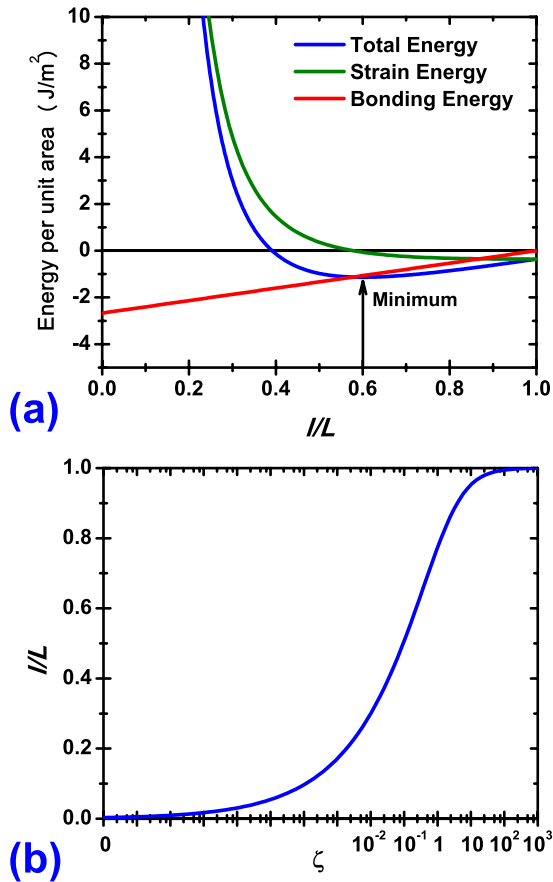 10
8
6
4
2
0
-2
-4
Energy per unit area ( J/m²)
Total Energy
Strain Energy
Bonding Energy
Minimum
0.0 0.2 0.4 0.6 0.8 1.0
l/L
(a)
1.0
0.8
0.6
0.4
0.2
0.0
l/L
0 10⁻² 10⁻¹ 1 10 10² 10³
ζ
(b)